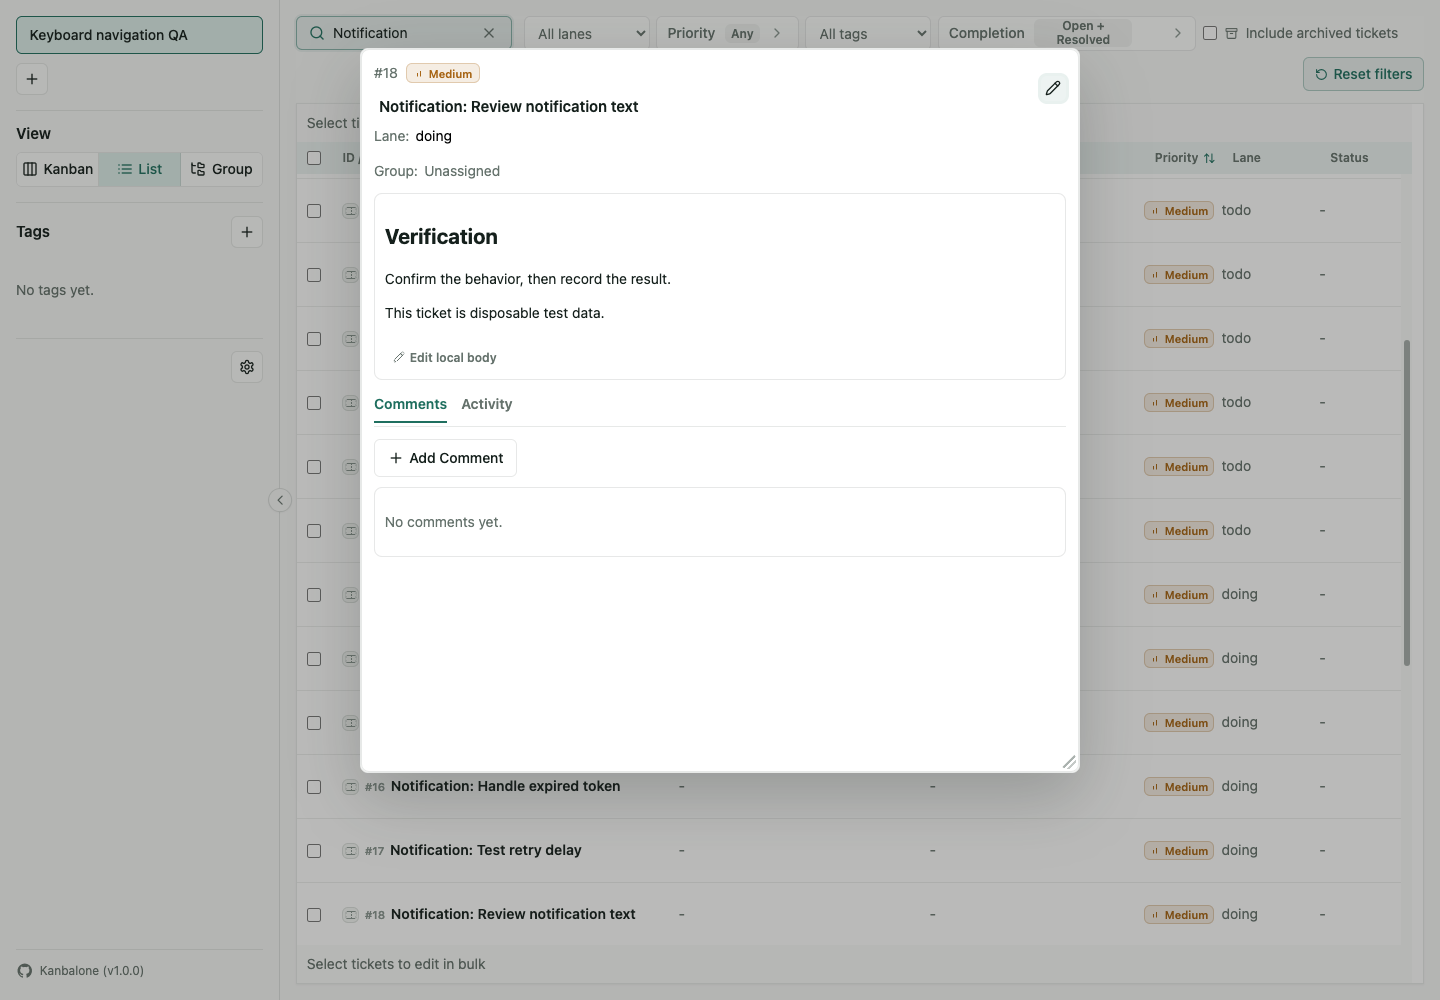 Keyboard navigation QA
View
Kanban
List
Group
Tags
No tags yet.
Kanbalone (v1.0.0)
Notification
All lanes
Priority Any
All tags
Completion Open +
Resolved
Include archived tickets
Reset filters
Select ti
ID /
Priority
Lane
Status
#18 Medium
Notification: Review notification text
Lane: doing
Group: Unassigned
Verification
Confirm the behavior, then record the result.
This ticket is disposable test data.
Edit local body
Comments Activity
Add Comment
No comments yet.
Medium todo -
Medium todo -
Medium todo -
Medium todo -
Medium todo -
Medium todo -
Medium doing -
Medium doing -
Medium doing -
#16 Notification: Handle expired token - - Medium doing -
#17 Notification: Test retry delay - - Medium doing -
#18 Notification: Review notification text - - Medium doing -
Select tickets to edit in bulk